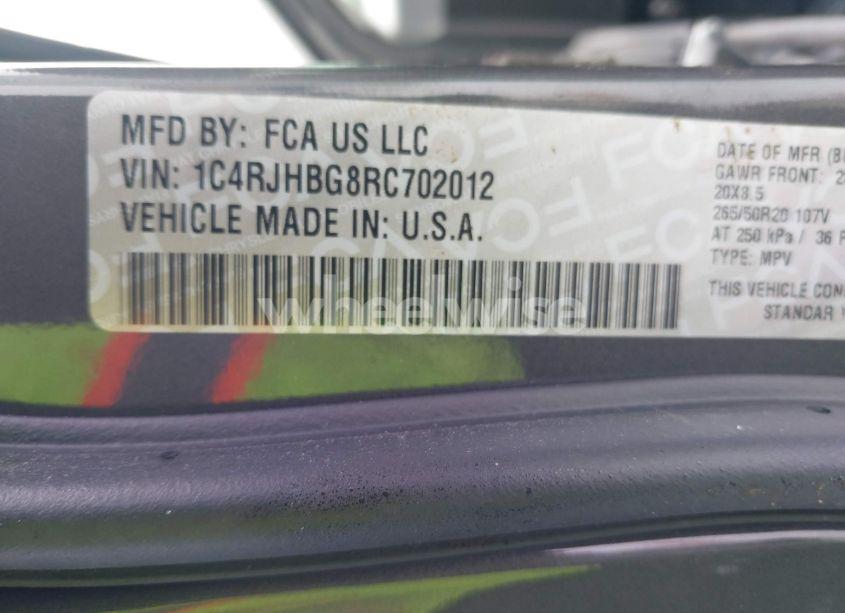 MFD BY: FCA US LLC
VIN: 1C4RJHBG8RC702012
VEHICLE MADE IN: U.S.A.
DATE OF MFR
GAWR FRONT:
20X8.5
265/50R20 107V
AT 250 kPa / 36
TYPE: MPV
THIS VEHICLE
STANDAR
wheelwise